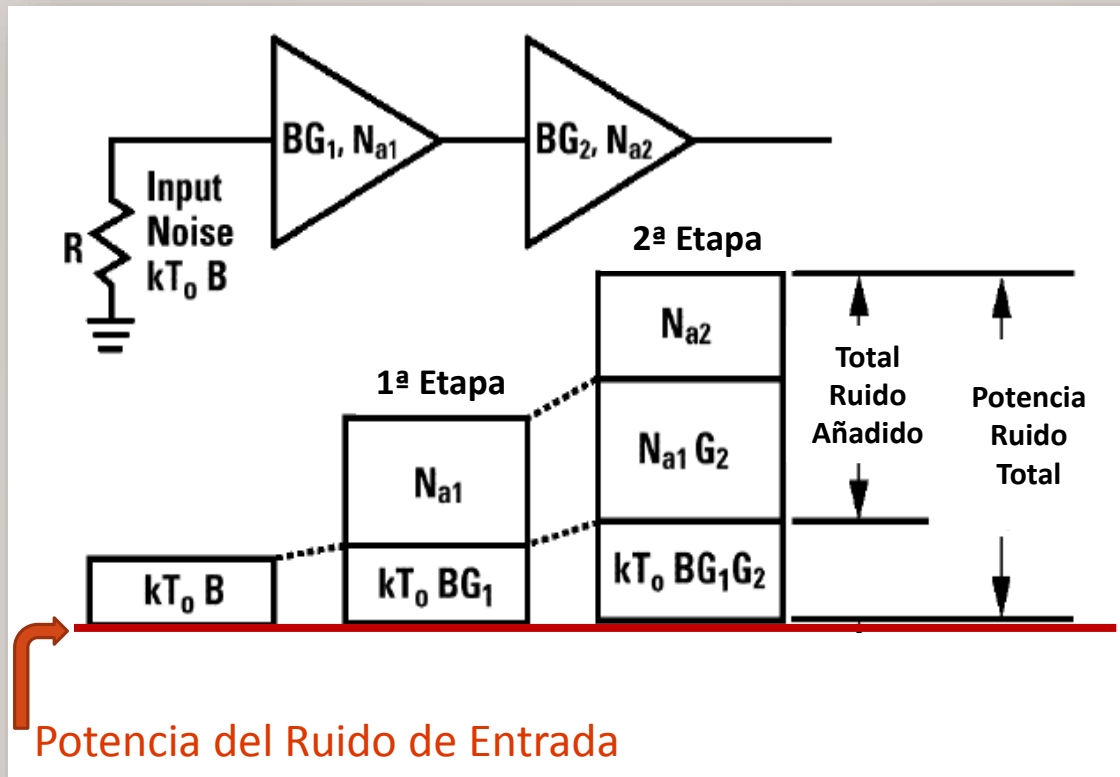 BG₁, Nₐ₁
BG₂, Nₐ₂
Input
Noise
kTₒ B
R
2ª Etapa
1ª Etapa
Nₐ₂
Nₐ₁ G₂
kTₒ BG₁G₂
Nₐ₁
kTₒ BG₁
kTₒ B
Total
Ruido
Añadido
Potencia
Ruido
Total
Potencia del Ruido de Entrada